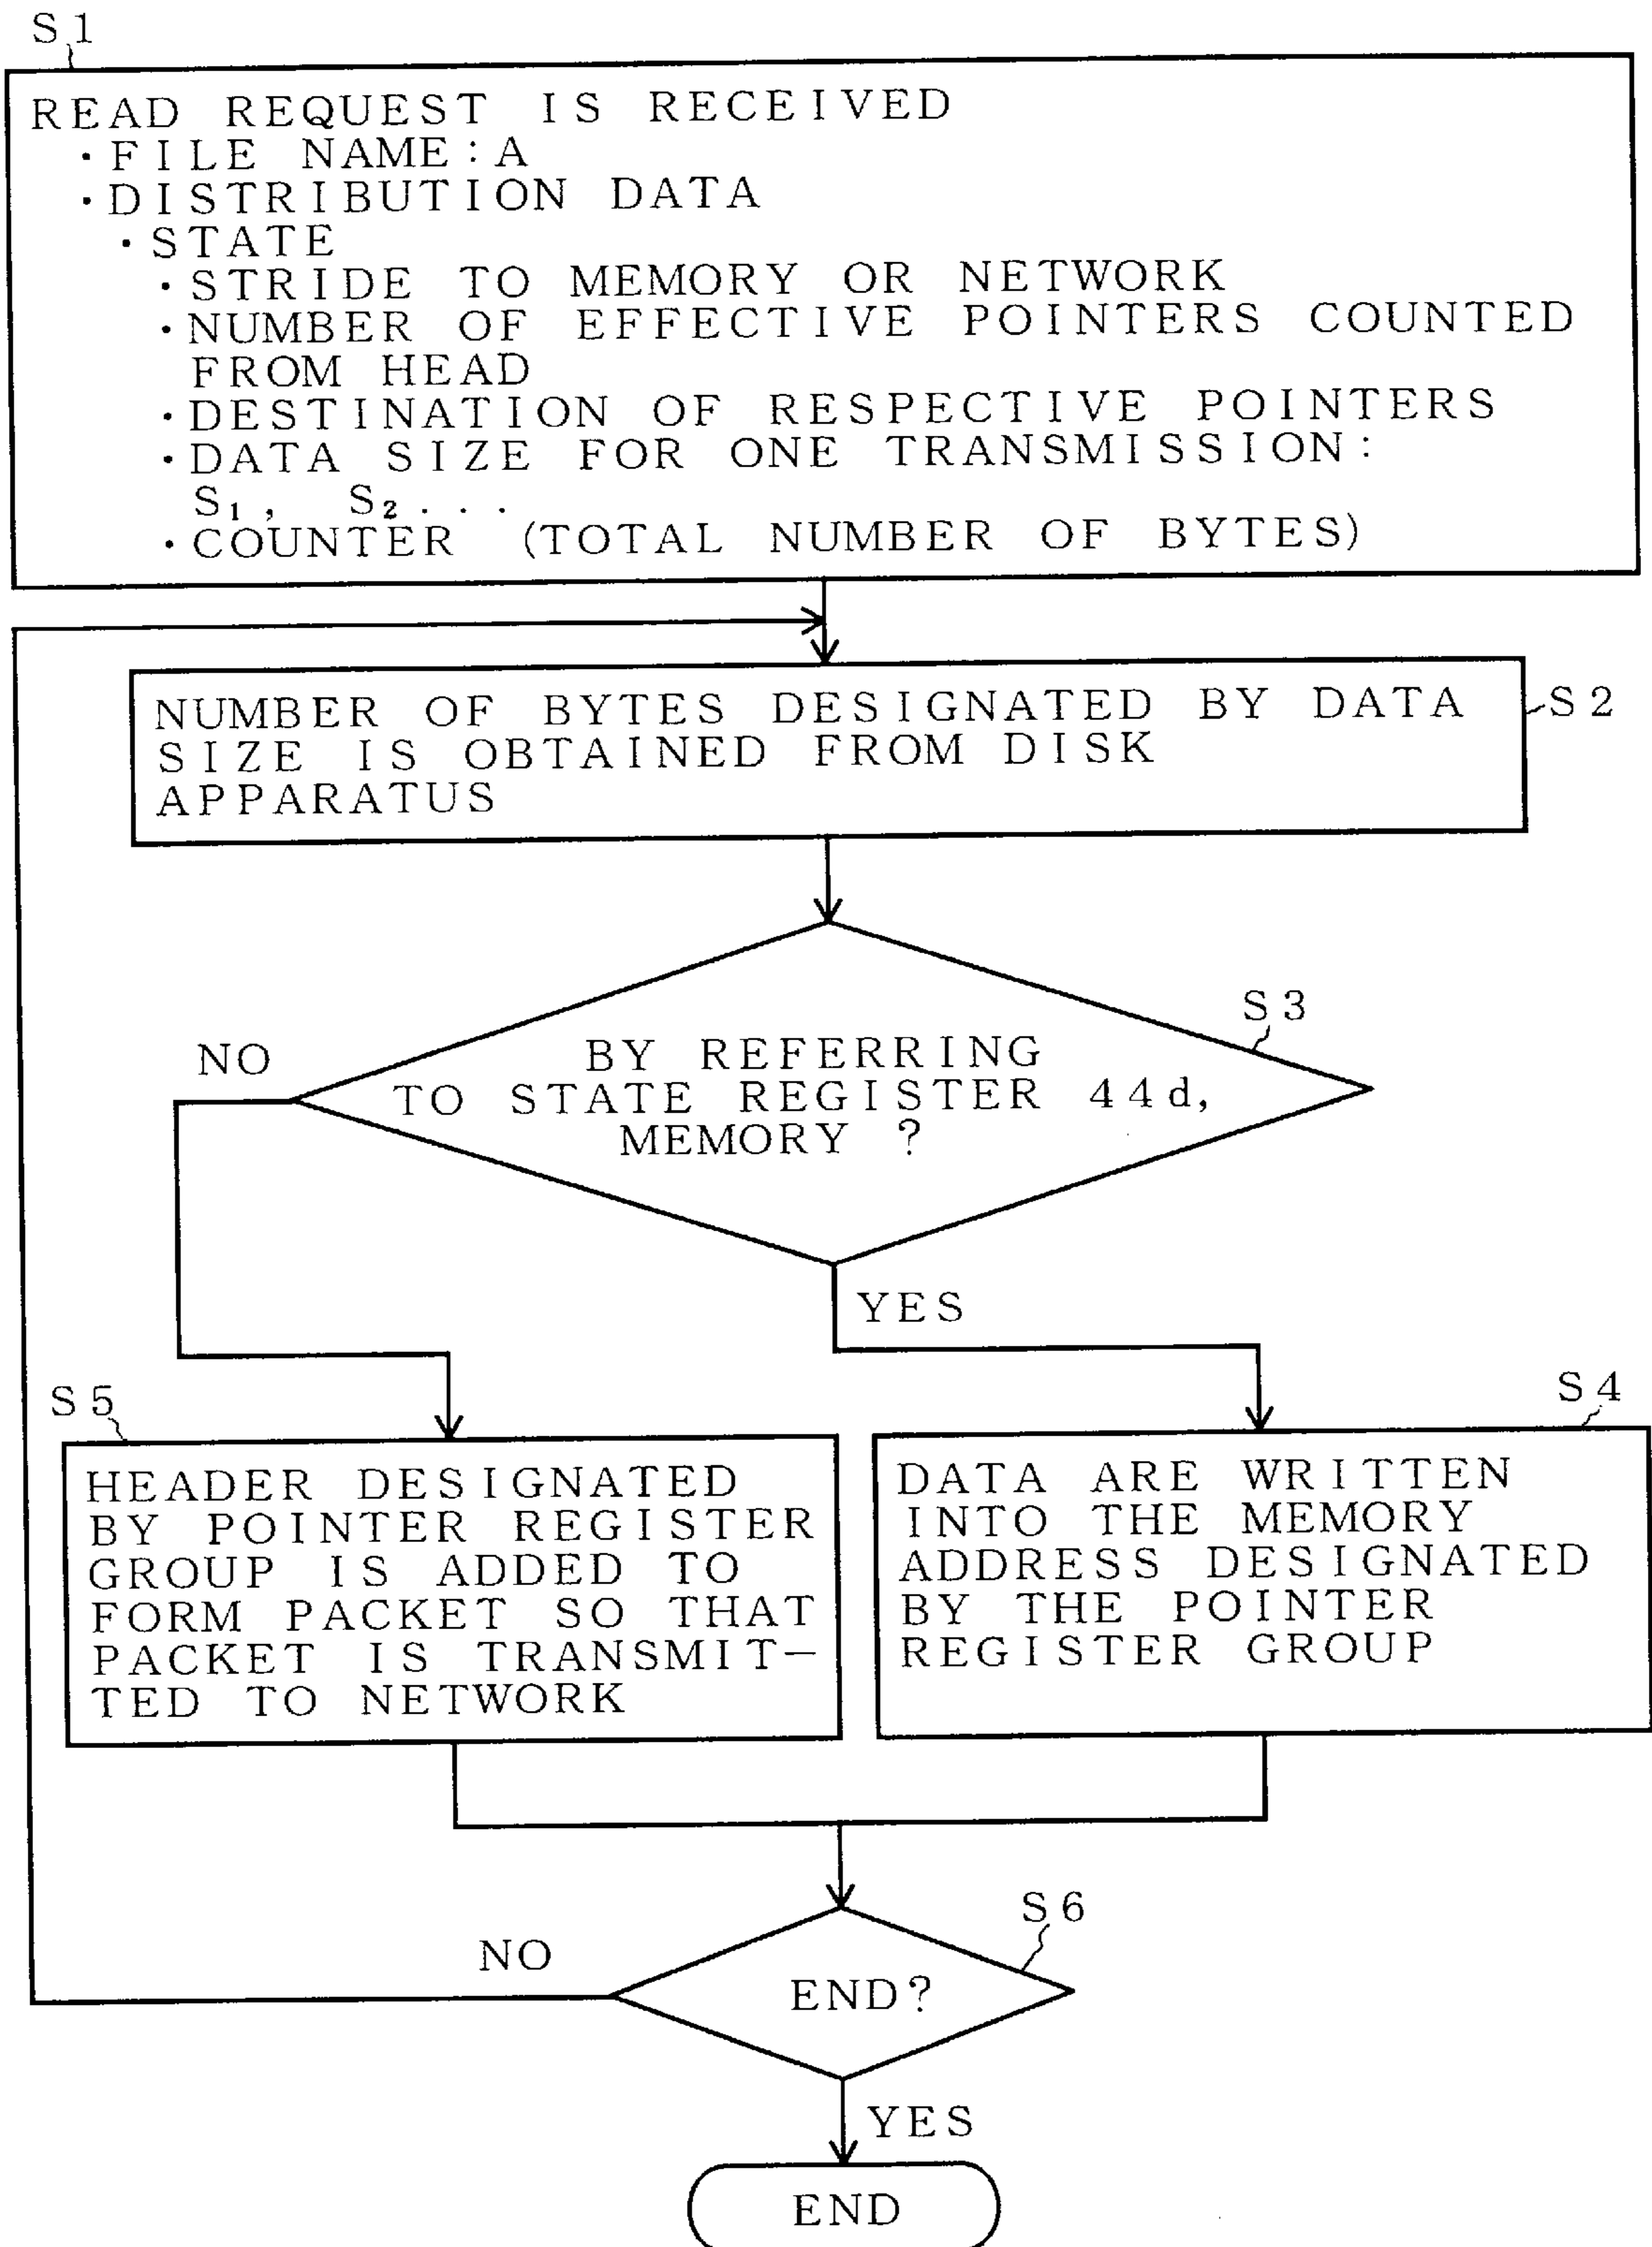 S1
READ REQUEST IS RECEIVED
・FILE NAME:A
・DISTRIBUTION DATA
・STATE
・STRIDE TO MEMORY OR NETWORK
・NUMBER OF EFFECTIVE POINTERS COUNTED
FROM HEAD
・DESTINATION OF RESPECTIVE POINTERS
・DATA SIZE FOR ONE TRANSMISSION:
S₁, S₂...
・COUNTER (TOTAL NUMBER OF BYTES)
NUMBER OF BYTES DESIGNATED BY DATA
SIZE IS OBTAINED FROM DISK
APPARATUS
S2
S3
NO
BY REFERRING
TO STATE REGISTER 44d,
MEMORY ?
YES
S5
HEADER DESIGNATED
BY POINTER REGISTER
GROUP IS ADDED TO
FORM PACKET SO THAT
PACKET IS TRANSMIT-
TED TO NETWORK
S4
DATA ARE WRITTEN
INTO THE MEMORY
ADDRESS DESIGNATED
BY THE POINTER
REGISTER GROUP
S6
NO
END?
YES
END